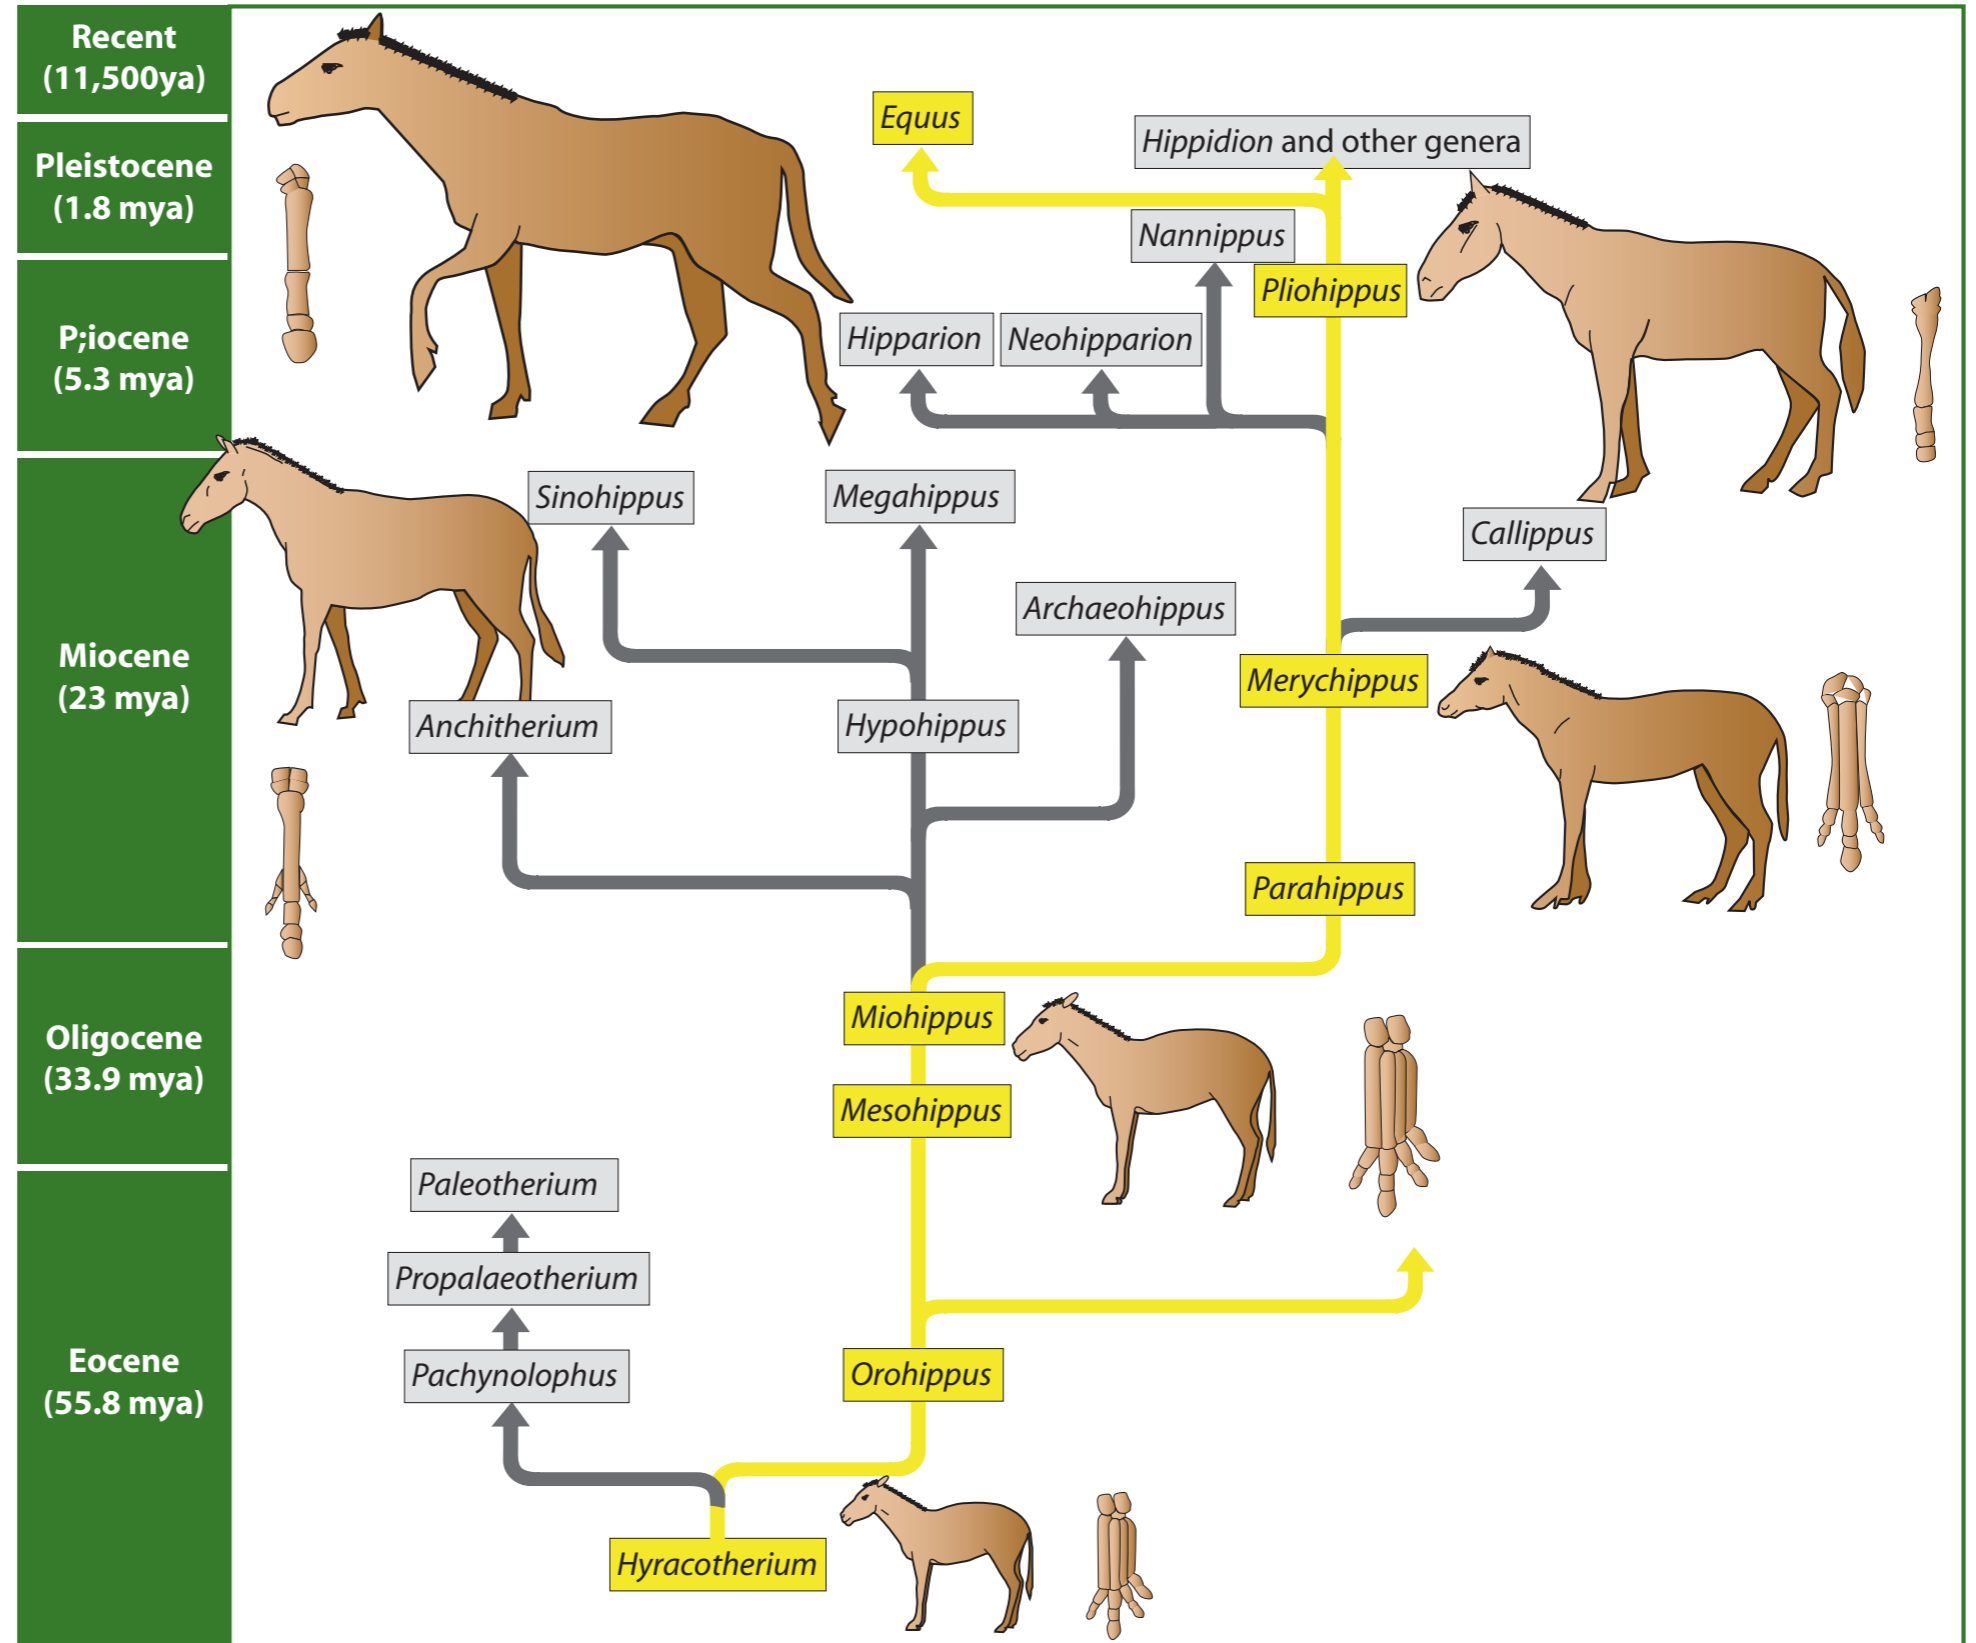 Recent
(11,500ya)
Pleistocene
(1.8 mya)
P;iocene
(5.3 mya)
Miocene
(23 mya)
Oligocene
(33.9 mya)
Eocene
(55.8 mya)
Equus
Hippidion and other genera
Nannippus
Pliohippus
Hipparion
Neohipparion
Sinohippus
Megahippus
Callippus
Archaeohippus
Merychippus
Anchitherium
Hypohippus
Parahippus
Miohippus
Mesohippus
Paleotherium
Propalaeotherium
Pachynolophus
Orohippus
Hyracotherium